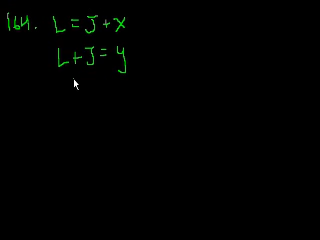 164. L = J + x
L + J = y